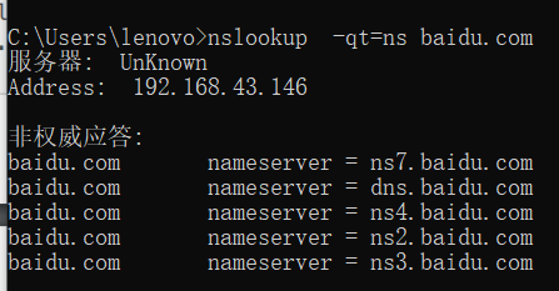 C:\Users\lenovo>nslookup  -qt=ns baidu.com
服务器:  UnKnown
Address:  192.168.43.146
非权威应答:
baidu.com       nameserver = ns7.baidu.com
baidu.com       nameserver = dns.baidu.com
baidu.com       nameserver = ns4.baidu.com
baidu.com       nameserver = ns2.baidu.com
baidu.com       nameserver = ns3.baidu.com